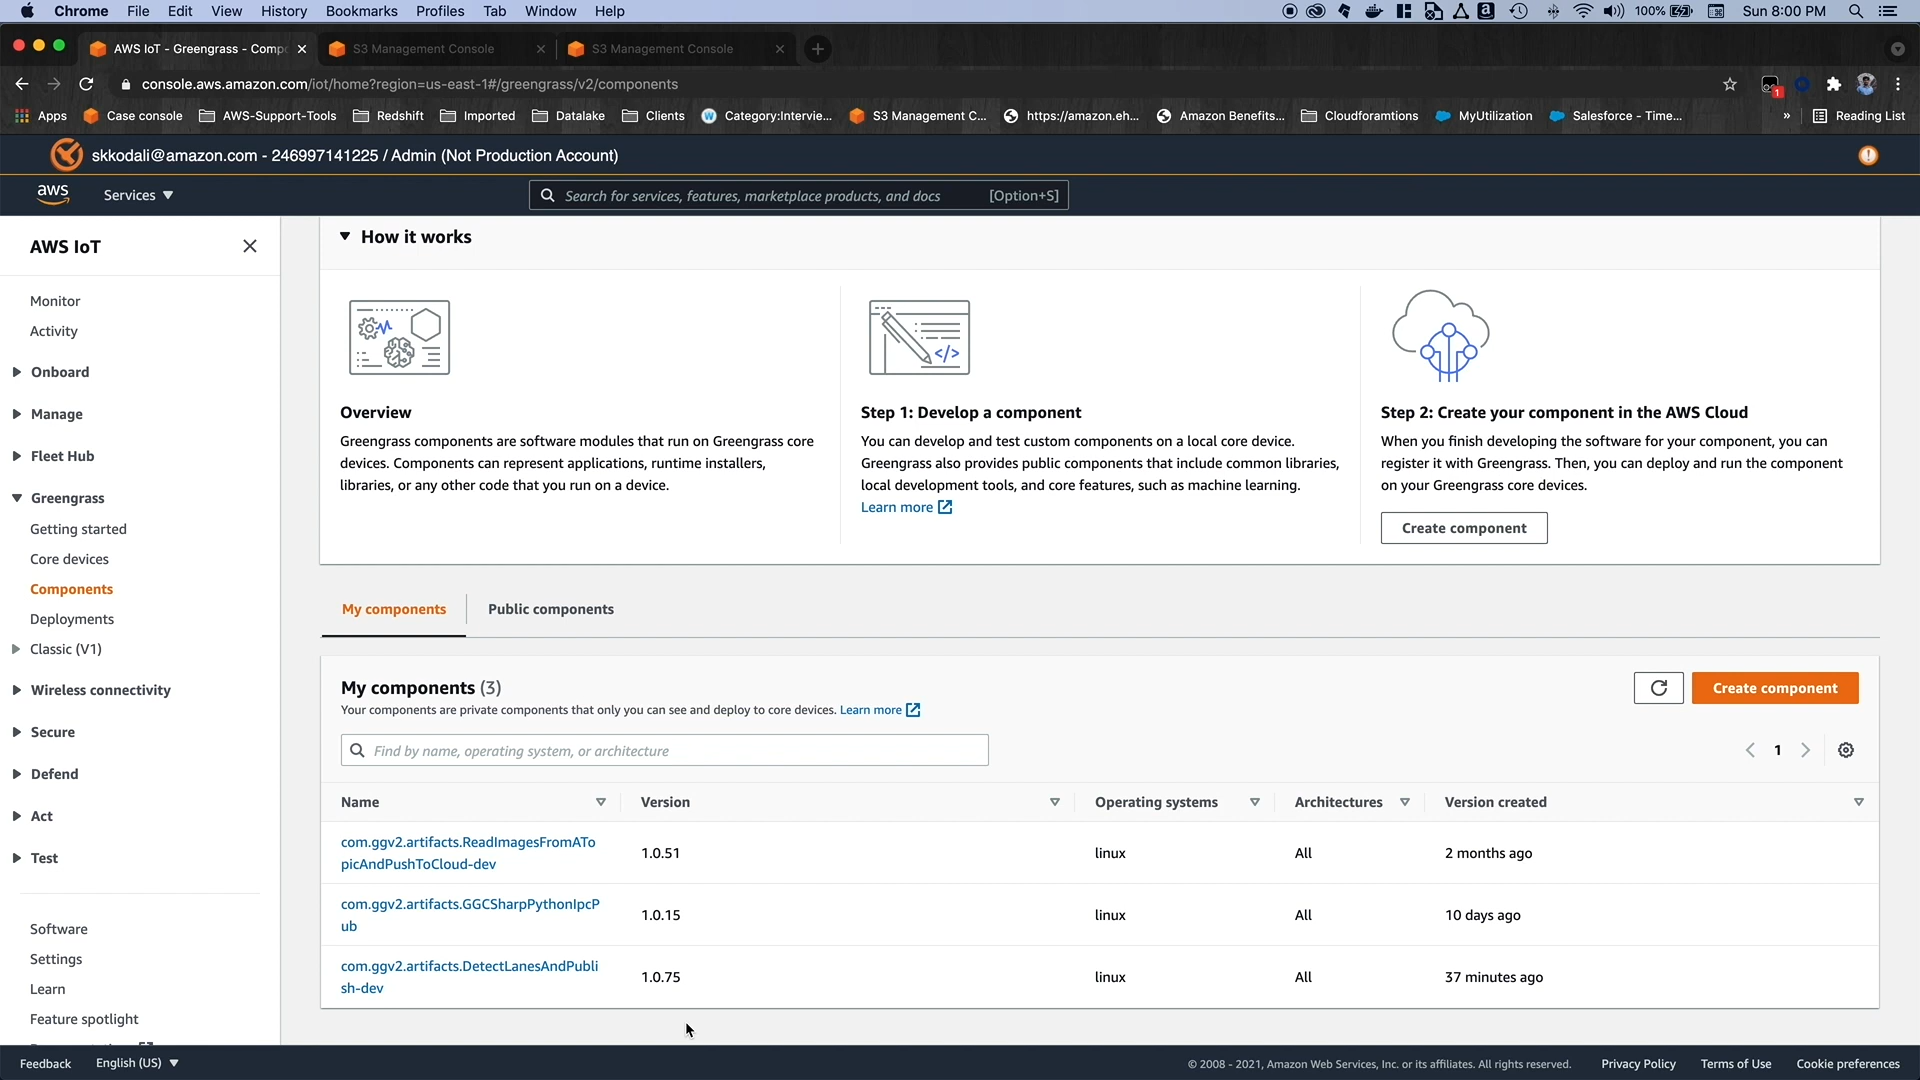 Chrome File Edit View History Bookmarks Profiles Tab Window Help 100% Sun 8:00 PM
AWS IoT - Greengrass - Compo S3 Management Console S3 Management Console
console.aws.amazon.com/iot/home?region=us-east-1#/greengrass/v2/components
1
Apps Case console AWS-Support-Tools Redshift Imported Datalake Clients Category:Intervie... S3 Management C... https://amazon.eh... Amazon Benefits... Cloudforamtions MyUtilization Salesforce - Time... » Reading List
skkodali@amazon.com - 246997141225 / Admin (Not Production Account)
aws Services Search for services, features, marketplace products, and docs [Option+S]
AWS IoT
Monitor
Activity
Onboard
Manage
Fleet Hub
Greengrass
Getting started
Core devices
Components
Deployments
Classic (V1)
Wireless connectivity
Secure
Defend
Act
Test
Software
Settings
Learn
Feature spotlight
How it works
Overview
Greengrass components are software modules that run on Greengrass core
devices. Components can represent applications, runtime installers,
libraries, or any other code that you run on a device.
</>
Step 1: Develop a component
You can develop and test custom components on a local core device.
Greengrass also provides public components that include common libraries,
local development tools, and core features, such as machine learning.
Learn more
Step 2: Create your component in the AWS Cloud
When you finish developing the software for your component, you can
register it with Greengrass. Then, you can deploy and run the component
on your Greengrass core devices.
Create component
My components Public components
My components (3)
Your components are private components that only you can see and deploy to core devices. Learn more
Create component
Find by name, operating system, or architecture
1
Name Version Operating systems Architectures Version created
com.ggv2.artifacts.ReadImagesFromATo
picAndPushToCloud-dev
1.0.51 linux All 2 months ago
com.ggv2.artifacts.GGCSharpPythonIpcP
ub
1.0.15 linux All 10 days ago
com.ggv2.artifacts.DetectLanesAndPubli
sh-dev
1.0.75 linux All 37 minutes ago
Feedback English (US) © 2008 - 2021, Amazon Web Services, Inc. or its affiliates. All rights reserved. Privacy Policy Terms of Use Cookie preferences